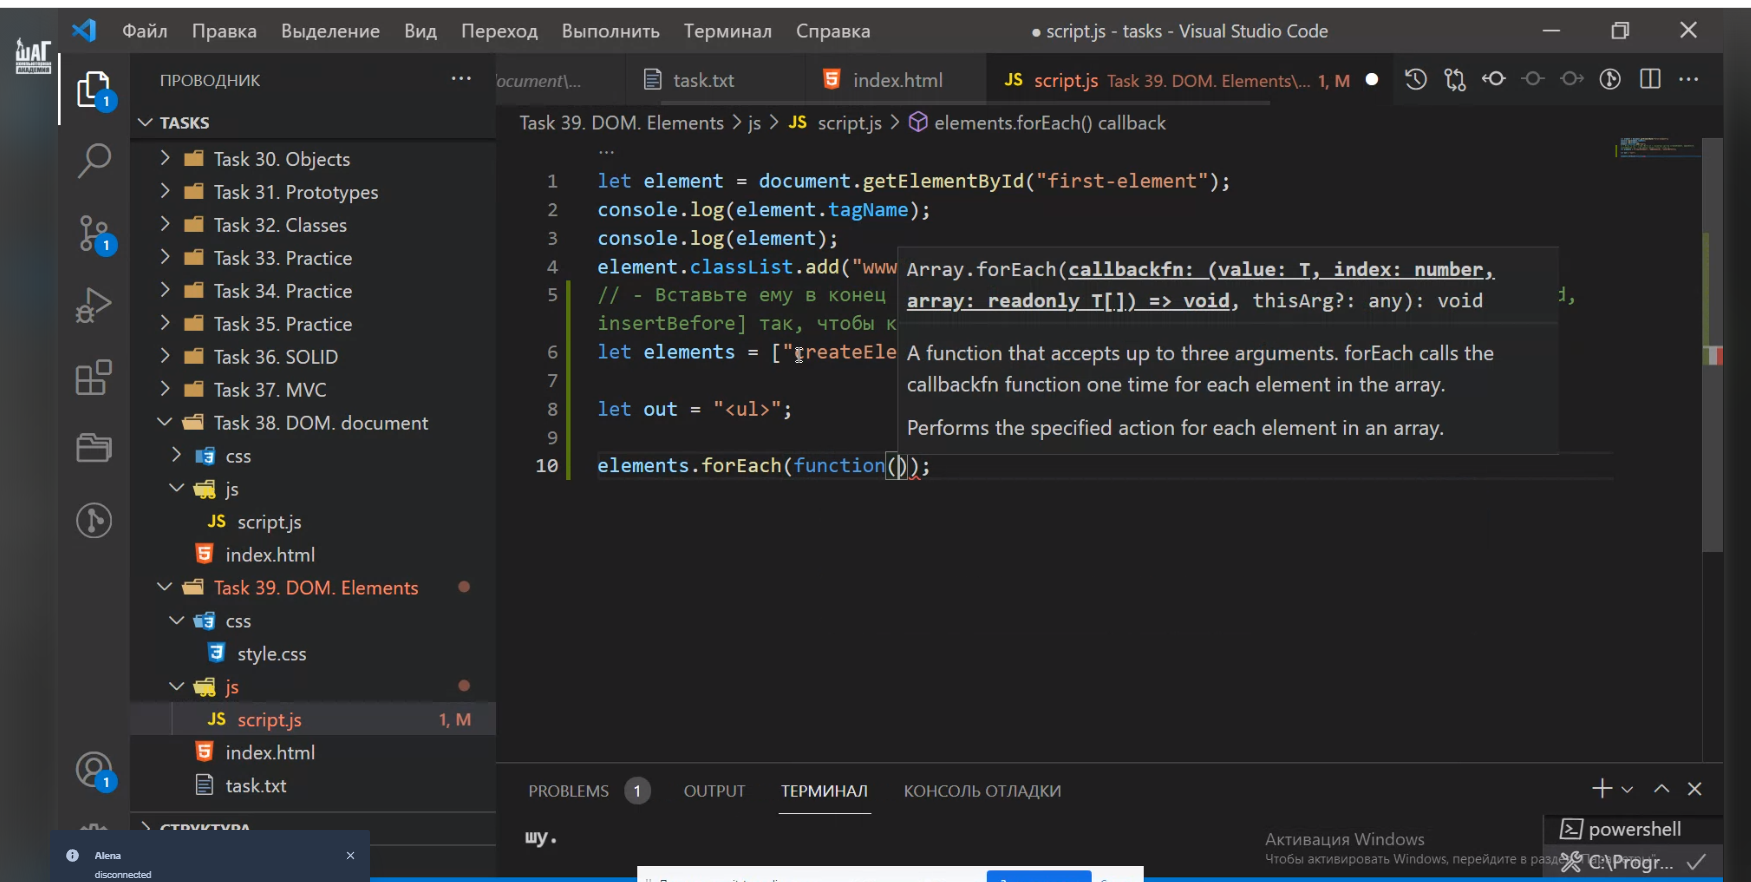 ШАГ
КОМПЬЮТЕРНАЯ
АКАДЕМИЯ
Файл Правка Выделение Вид Переход Выполнить Терминал Справка
● script.js - tasks - Visual Studio Code
ПРОВОДНИК ...
ocument\... task.txt index.html JS script.js Task 39. DOM. Elements\... 1, M
Task 39. DOM. Elements > js > JS script.js > elements.forEach() callback
TASKS
Task 30. Objects
Task 31. Prototypes
Task 32. Classes
Task 33. Practice
Task 34. Practice
Task 35. Practice
Task 36. SOLID
Task 37. MVC
Task 38. DOM. document
css
js
JS script.js
index.html
Task 39. DOM. Elements
css
style.css
js
JS script.js 1, M
index.html
task.txt
СТРУКТУРА
1
1
1
...
1 let element = document.getElementById("first-element");
2 console.log(element.tagName);
3 console.log(element);
4 element.classList.add("www
5 // - Вставьте ему в конец d,
insertBefore] так, чтобы к
6 let elements = ["createEle
7
8 let out = "<ul>";
9
10 elements.forEach(function());
Array.forEach(callbackfn: (value: T, index: number,
array: readonly T[]) => void, thisArg?: any): void
A function that accepts up to three arguments. forEach calls the
callbackfn function one time for each element in the array.
Performs the specified action for each element in an array.
PROBLEMS 1 OUTPUT ТЕРМИНАЛ КОНСОЛЬ ОТЛАДКИ
шу.
powershell
C:\Progr...
Активация Windows
Чтобы активировать Windows, перейдите в раздел "Параметры".
Alena
disconnected